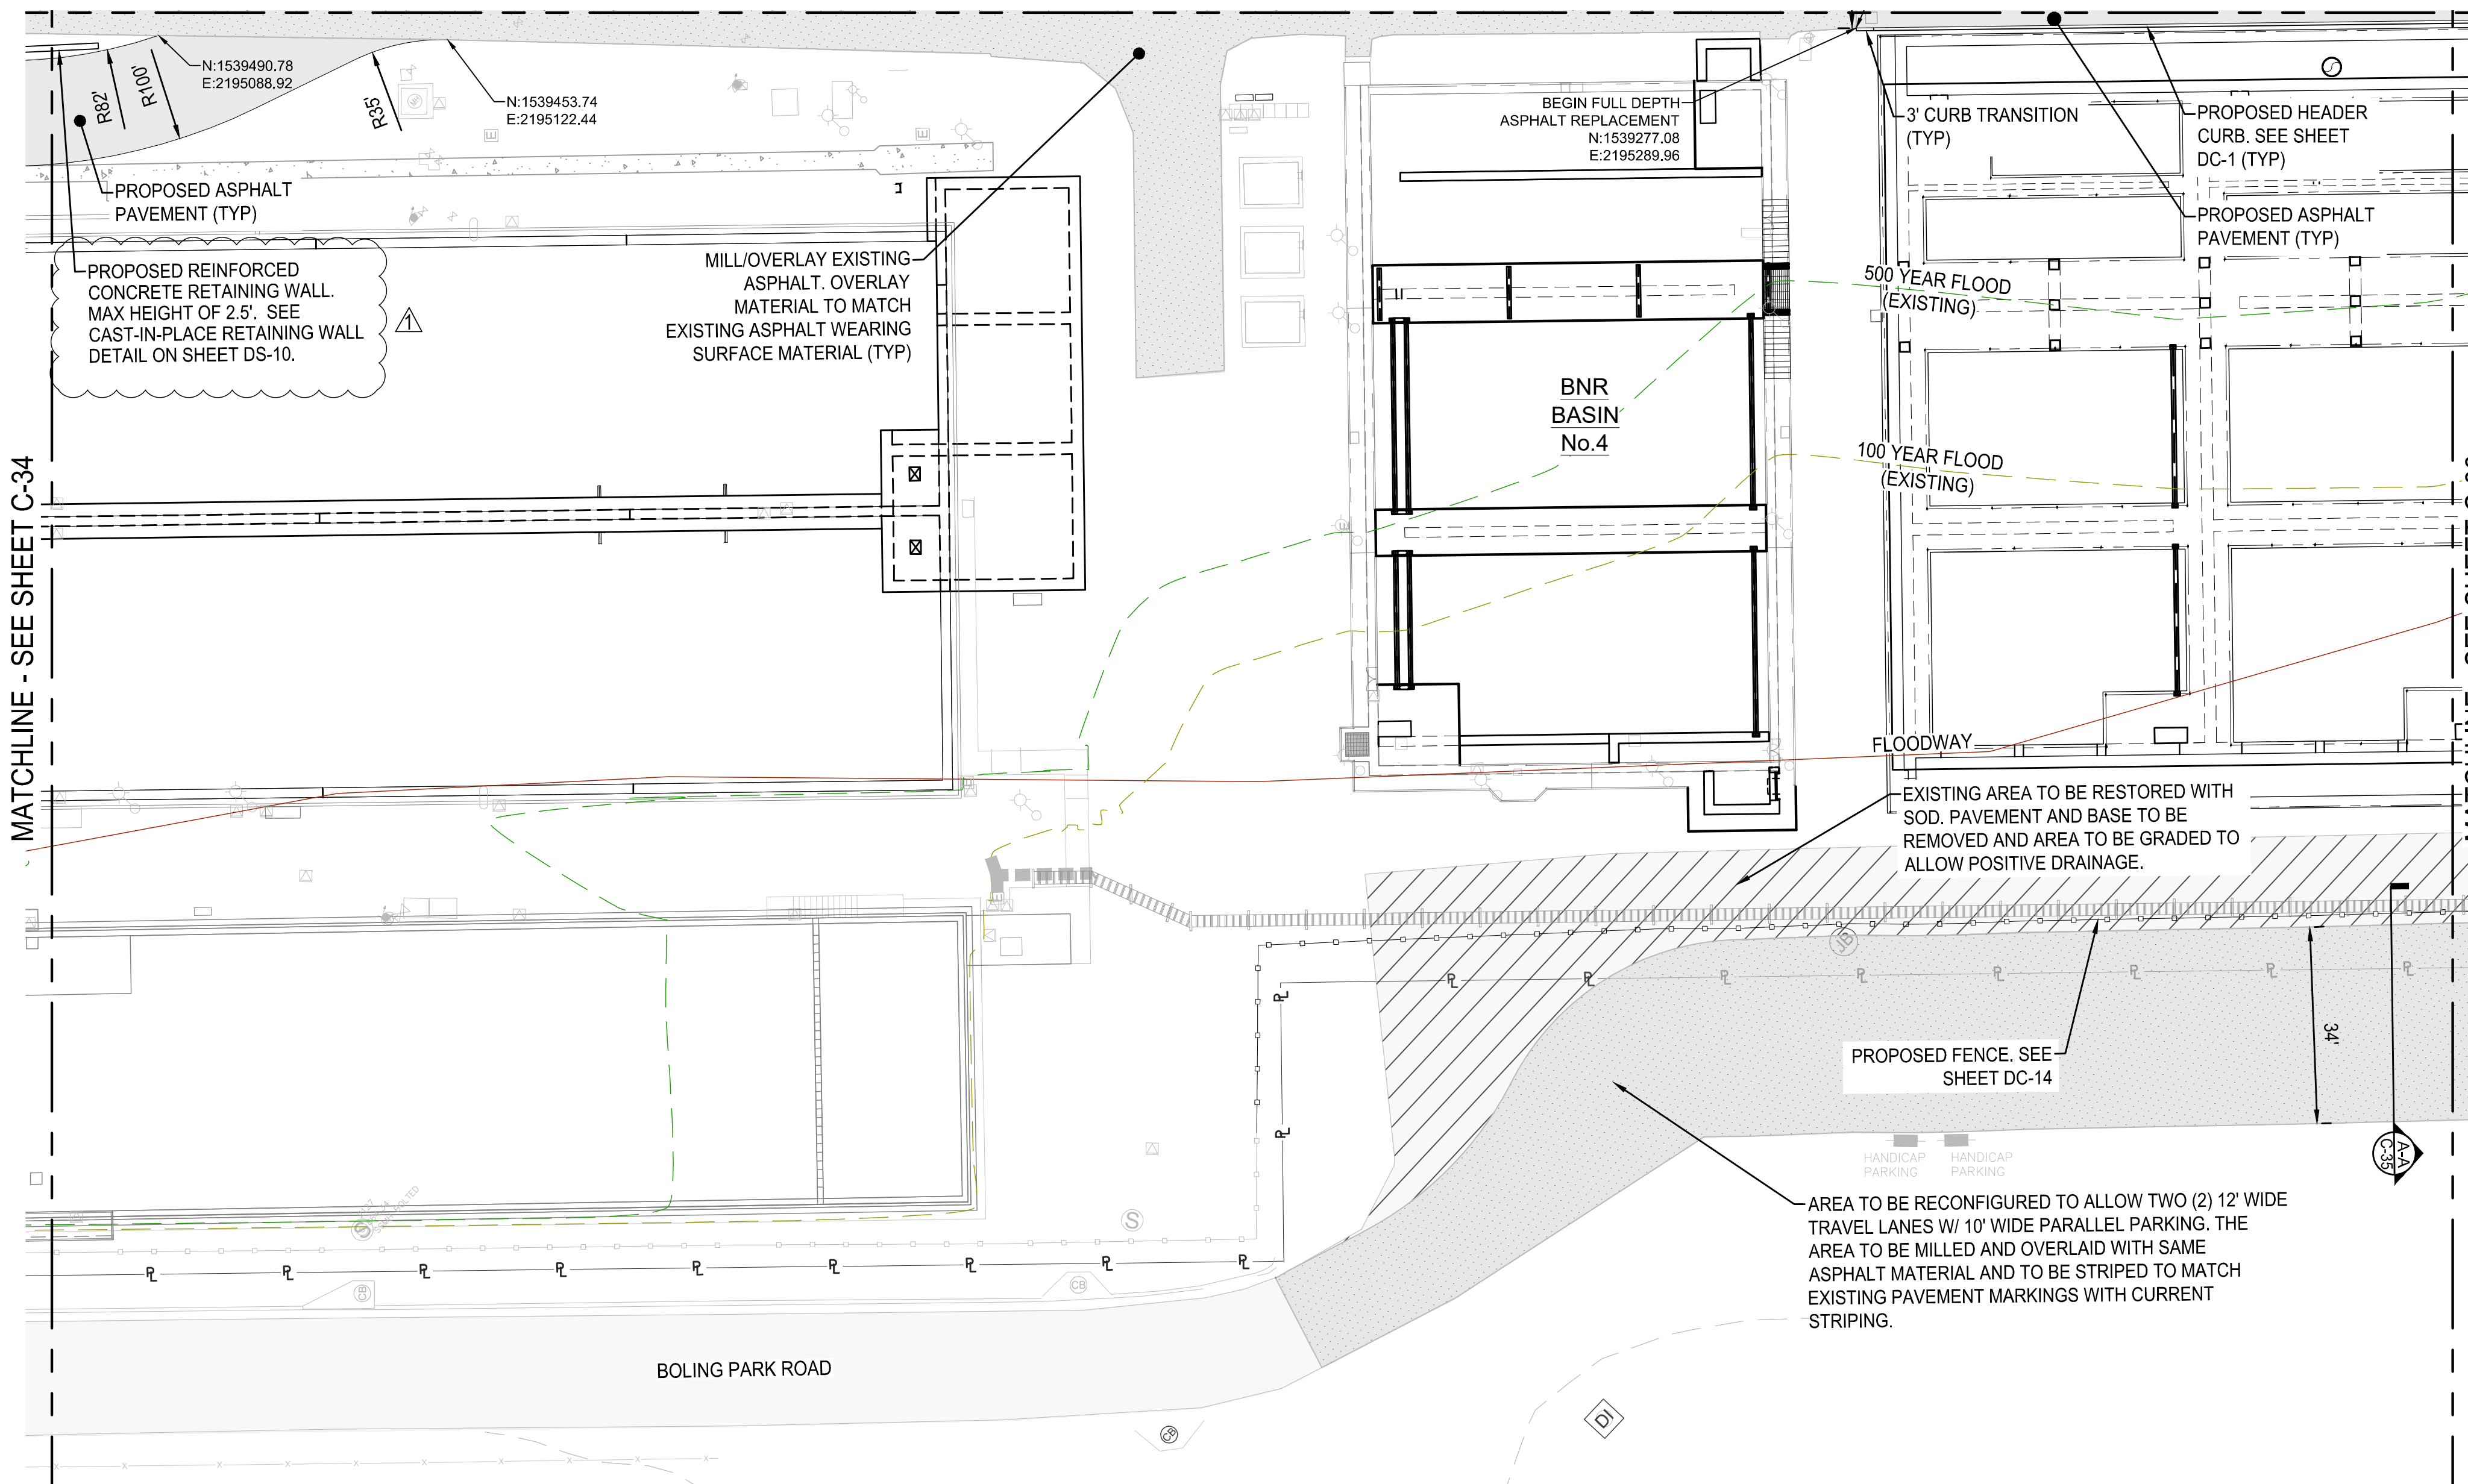 N:1539490.78
E:2195088.92
R82'
R100'
R35'
N:1539453.74
E:2195122.44
PROPOSED ASPHALT
PAVEMENT (TYP)
PROPOSED REINFORCED
CONCRETE RETAINING WALL.
MAX HEIGHT OF 2.5'. SEE
CAST-IN-PLACE RETAINING WALL
DETAIL ON SHEET DS-10.
1
MILL/OVERLAY EXISTING
ASPHALT. OVERLAY
MATERIAL TO MATCH
EXISTING ASPHALT WEARING
SURFACE MATERIAL (TYP)
BEGIN FULL DEPTH
ASPHALT REPLACEMENT
N:1539277.08
E:2195289.96
3' CURB TRANSITION
(TYP)
PROPOSED HEADER
CURB. SEE SHEET
DC-1 (TYP)
PROPOSED ASPHALT
PAVEMENT (TYP)
500 YEAR FLOOD
(EXISTING)
BNR
BASIN
No.4
100 YEAR FLOOD
(EXISTING)
MATCHLINE - SEE SHEET C-34
FLOODWAY
EXISTING AREA TO BE RESTORED WITH
SOD. PAVEMENT AND BASE TO BE
REMOVED AND AREA TO BE GRADED TO
ALLOW POSITIVE DRAINAGE.
JB
34'
PROPOSED FENCE. SEE
SHEET DC-14
HANDICAP
PARKING
HANDICAP
PARKING
A-A
C-35
AREA TO BE RECONFIGURED TO ALLOW TWO (2) 12' WIDE
TRAVEL LANES W/ 10' WIDE PARALLEL PARKING. THE
AREA TO BE MILLED AND OVERLAID WITH SAME
ASPHALT MATERIAL AND TO BE STRIPED TO MATCH
EXISTING PAVEMENT MARKINGS WITH CURRENT
STRIPING.
S
S
CB
CB
BOLING PARK ROAD
CB
DI